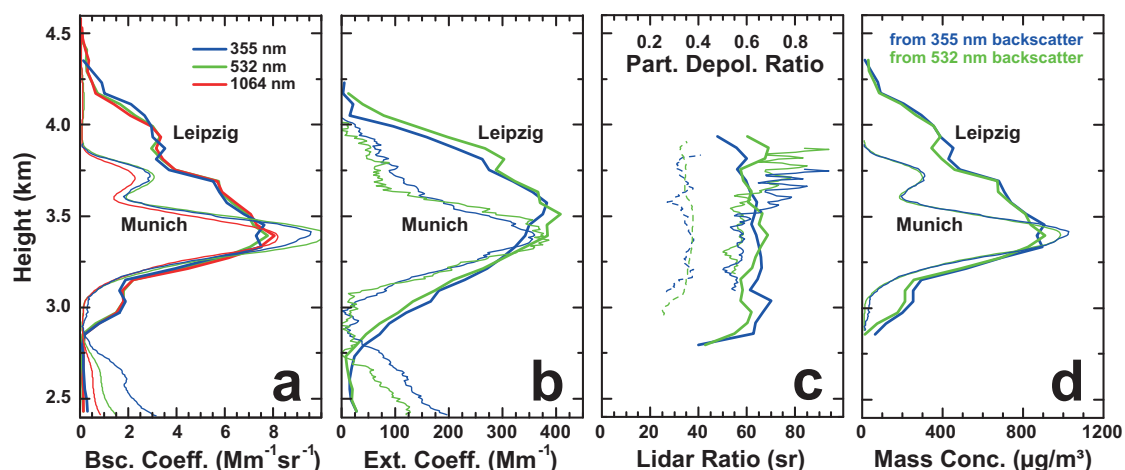 4.5
4.0
3.5
3.0
2.5
Height (km)
355 nm
532 nm
1064 nm
Leipzig
Munich
a
0 2 4 6 8
Bsc. Coeff. (Mm⁻¹sr⁻¹)
Leipzig
Munich
b
0 100 200 300 400
Ext. Coeff. (Mm⁻¹)
0.2 0.4 0.6 0.8
Part. Depol. Ratio
c
0 20 40 60 80 100
Lidar Ratio (sr)
from 355 nm backscatter
from 532 nm backscatter
Leipzig
Munich
d
0 400 800 1200
Mass Conc. (µg/m³)